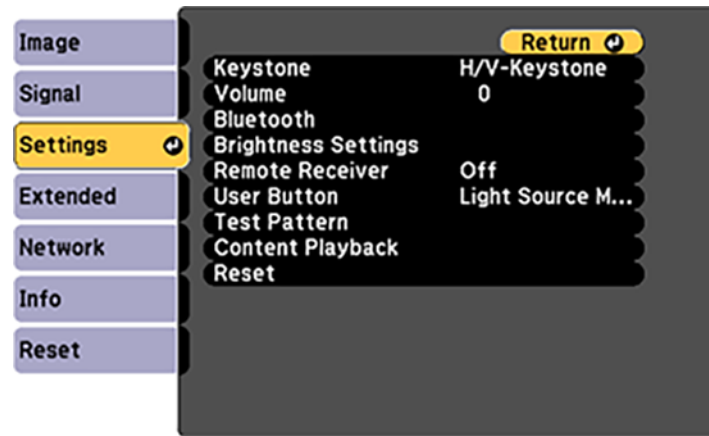 Image
Signal
Settings
Extended
Network
Info
Reset
Return
Keystone H/V-Keystone
Volume 0
Bluetooth
Brightness Settings
Remote Receiver Off
User Button Light Source M...
Test Pattern
Content Playback
Reset